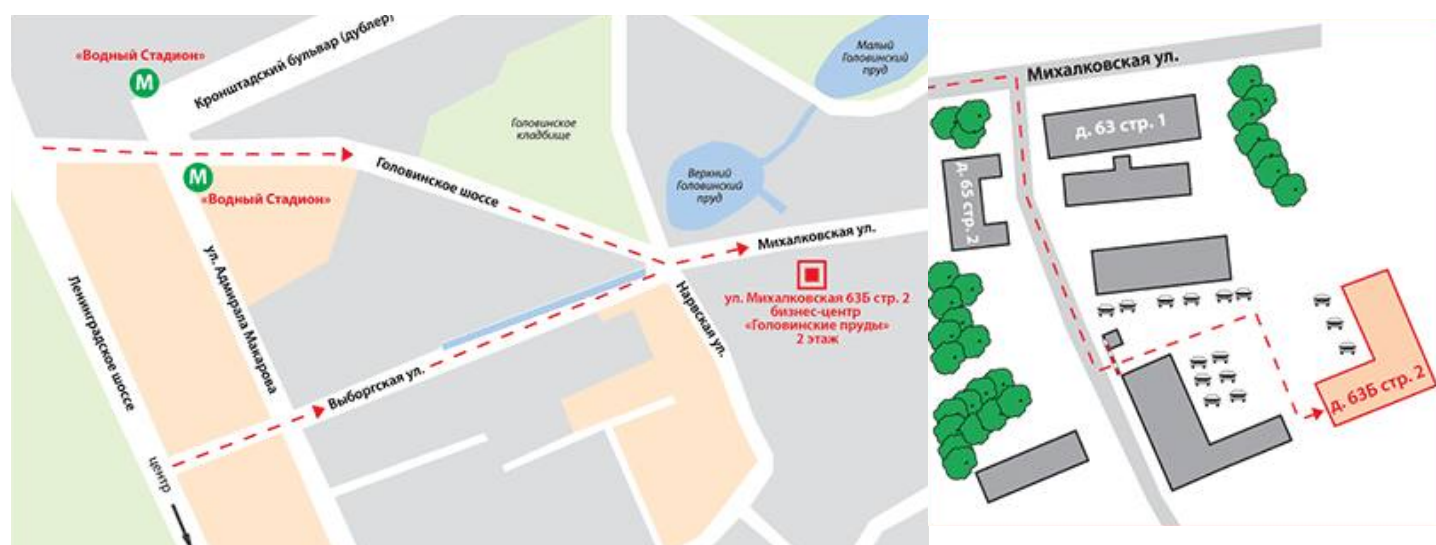 «Водный Стадион»
М
Кронштадский бульвар (дублер)
Малый
Головинский
пруд
Головинское
кладбище
М
«Водный Стадион»
Головинское шоссе
Верхний
Головинский
пруд
Михалковская ул.
ул. Михалковская 63Б стр. 2
бизнес-центр
«Головинские пруды»
2 этаж
Ленинградское шоссе
ул. Адмирала Макарова
Нарвская ул.
Выборгская ул.
центр
Михалковская ул.
д. 63 стр. 1
д. 65 стр. 2
д. 63Б стр. 2